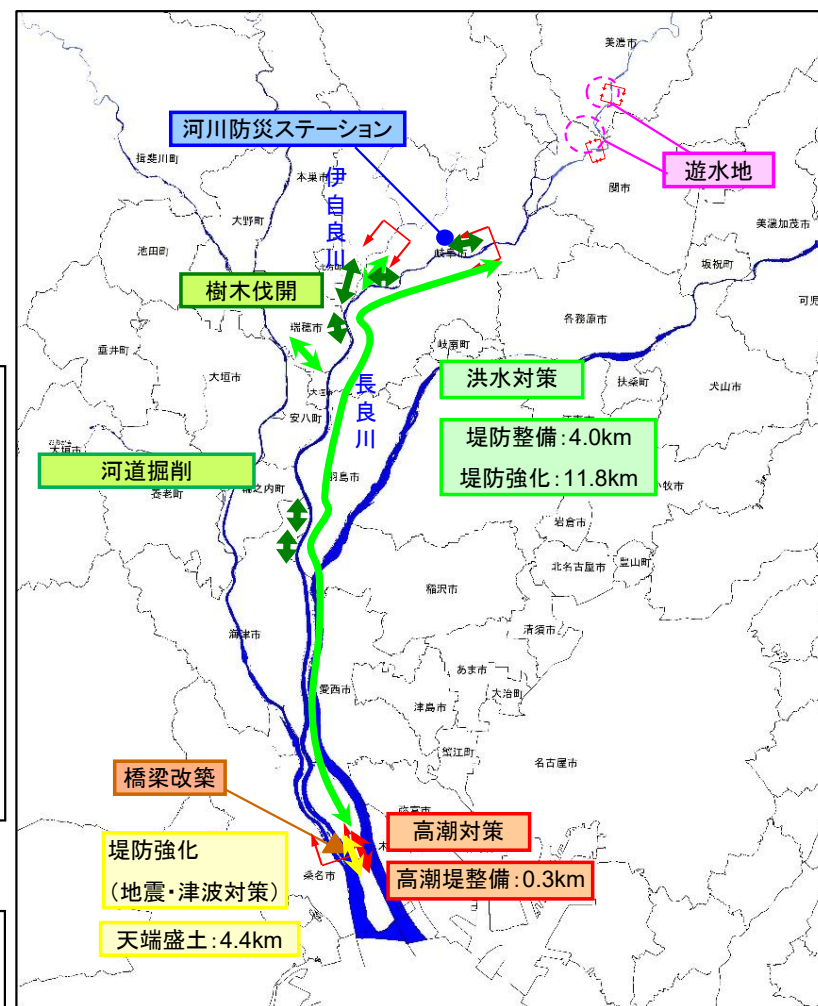 美濃市
河川防災ステーション
揖斐川町
本巣市
伊自良川
遊水地
関市
大野町
美濃加茂市
池田町
岐阜市
坂祝町
樹木伐開
可児
各務原市
瑞穂市
岐南町
垂井町
大垣市
洪水対策
扶桑町
犬山市
長良川
安八町
堤防整備:4.0km
大垣市
河道掘削
羽島市
堤防強化:11.8km
小牧市
養老町
輪之内町
岩倉市
北名古屋市
豊山町
稲沢市
清須市
海津市
あま市
愛西市
大治町
津島市
蟹江町
名古屋市
橋梁改築
弥富市
高潮対策
堤防強化
(地震・津波対策)
木
桑名市
高潮堤整備:0.3km
天端盛土:4.4km